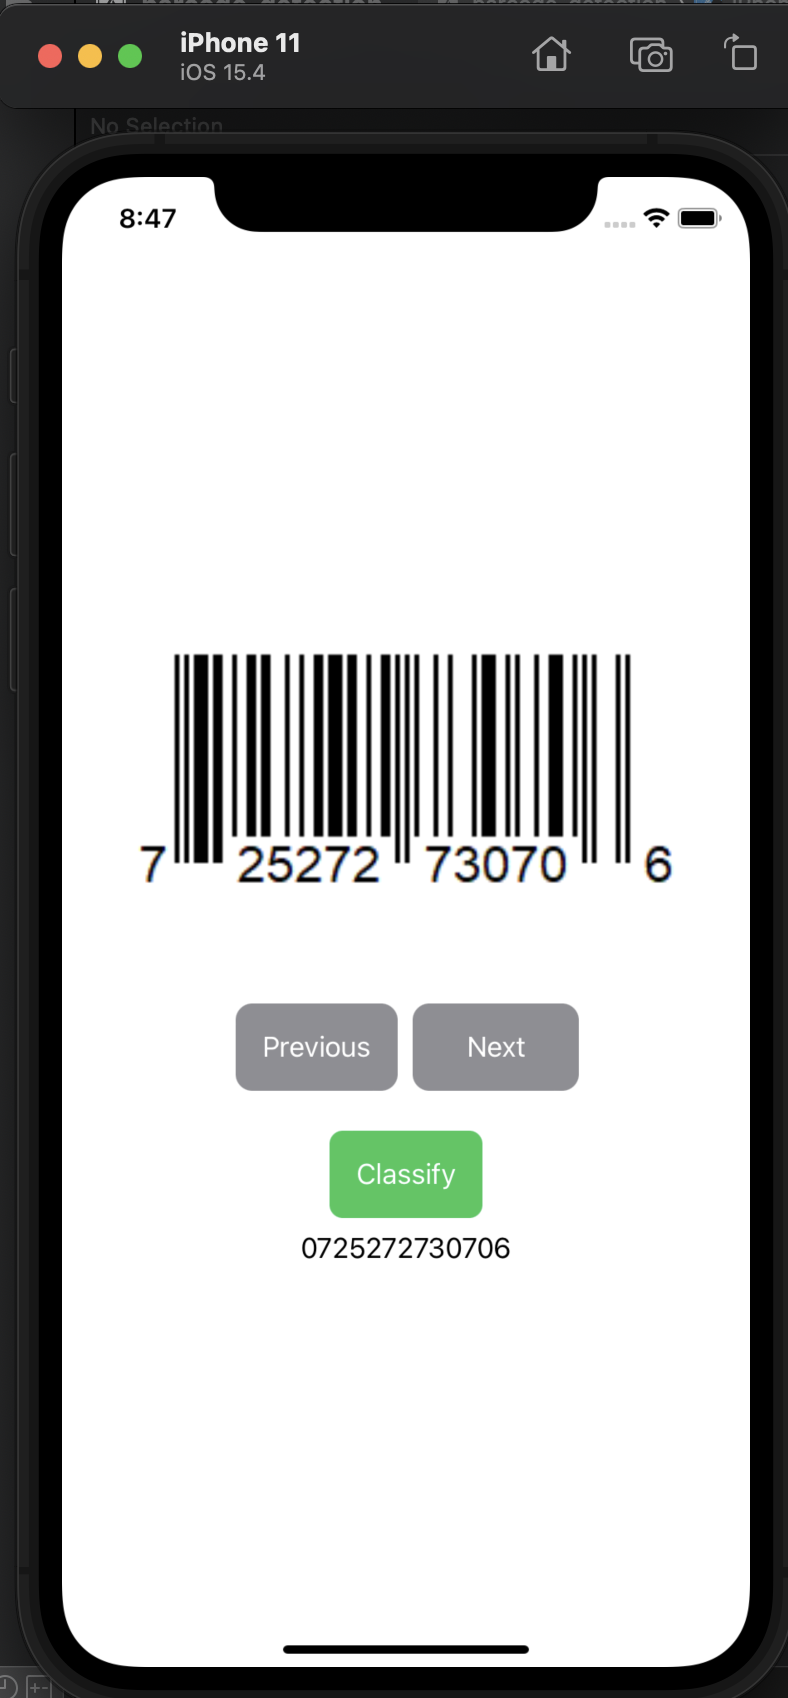 iPhone 11
iOS 15.4
No Selection
8:47
7 25272 73070 6
Previous Next
Classify
0725272730706